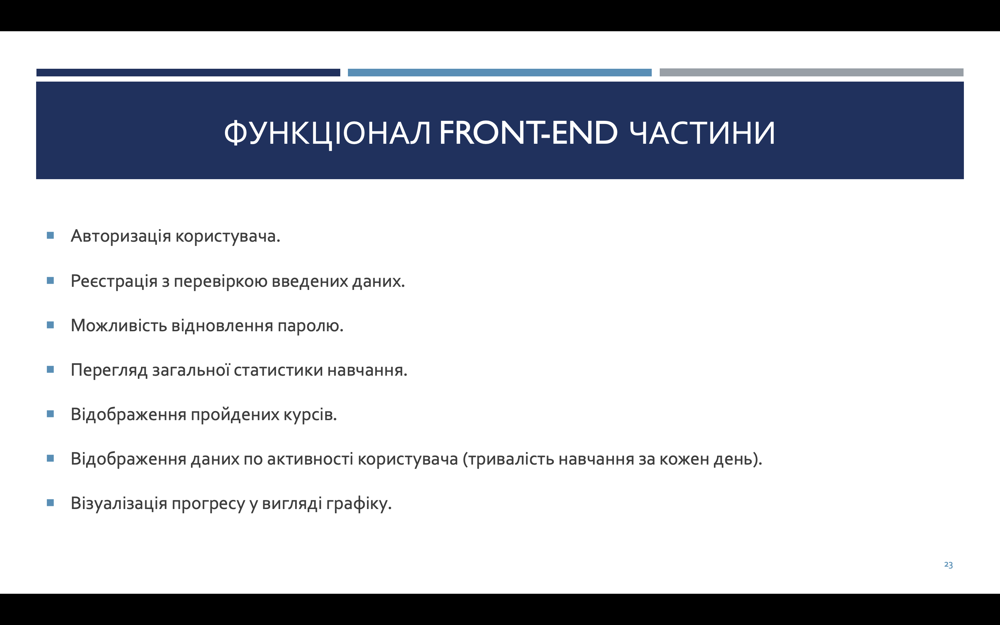 ФУНКЦІОНАЛ FRONT-END ЧАСТИНИ
Авторизація користувача.
Реєстрація з перевіркою введених даних.
Можливість відновлення паролю.
Перегляд загальної статистики навчання.
Відображення пройдених курсів.
Відображення даних по активності користувача (тривалість навчання за кожен день).
Візуалізація прогресу у вигляді графіку.
23